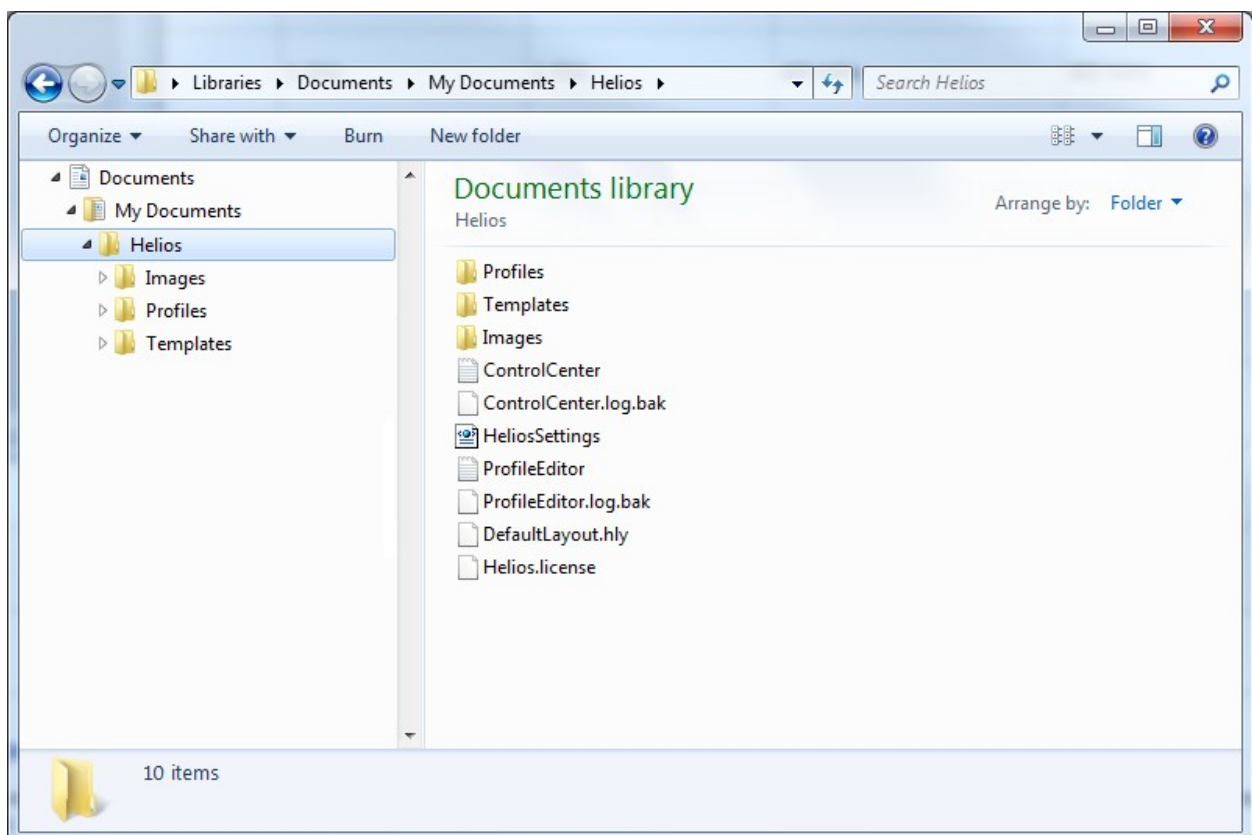 Libraries Documents My Documents Helios
Search Helios
Organize Share with Burn New folder
Documents
My Documents
Helios
Images
Profiles
Templates
Documents library
Helios
Arrange by: Folder
Profiles
Templates
Images
ControlCenter
ControlCenter.log.bak
HeliosSettings
ProfileEditor
ProfileEditor.log.bak
DefaultLayout.hly
Helios.license
10 items